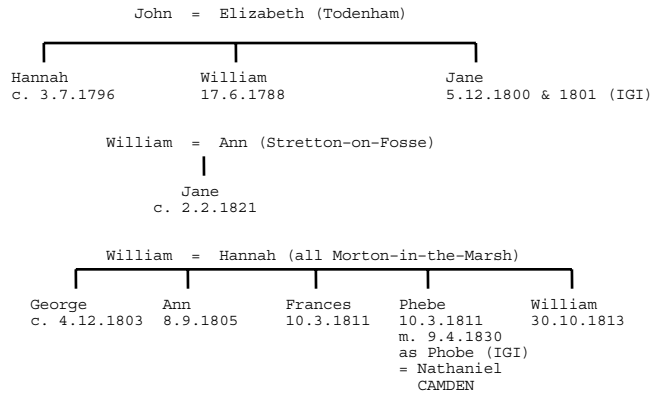 John = Elizabeth (Todenham)
Hannah William Jane
c. 3.7.1796 17.6.1788 5.12.1800 & 1801 (IGI)
William = Ann (Stretton-on-Fosse)
Jane
c. 2.2.1821
William = Hannah (all Morton-in-the-Marsh)
George Ann Frances Phebe William
c. 4.12.1803 8.9.1805 10.3.1811 10.3.1811 30.10.1813
m. 9.4.1830
as Phobe (IGI)
= Nathaniel
CAMDEN